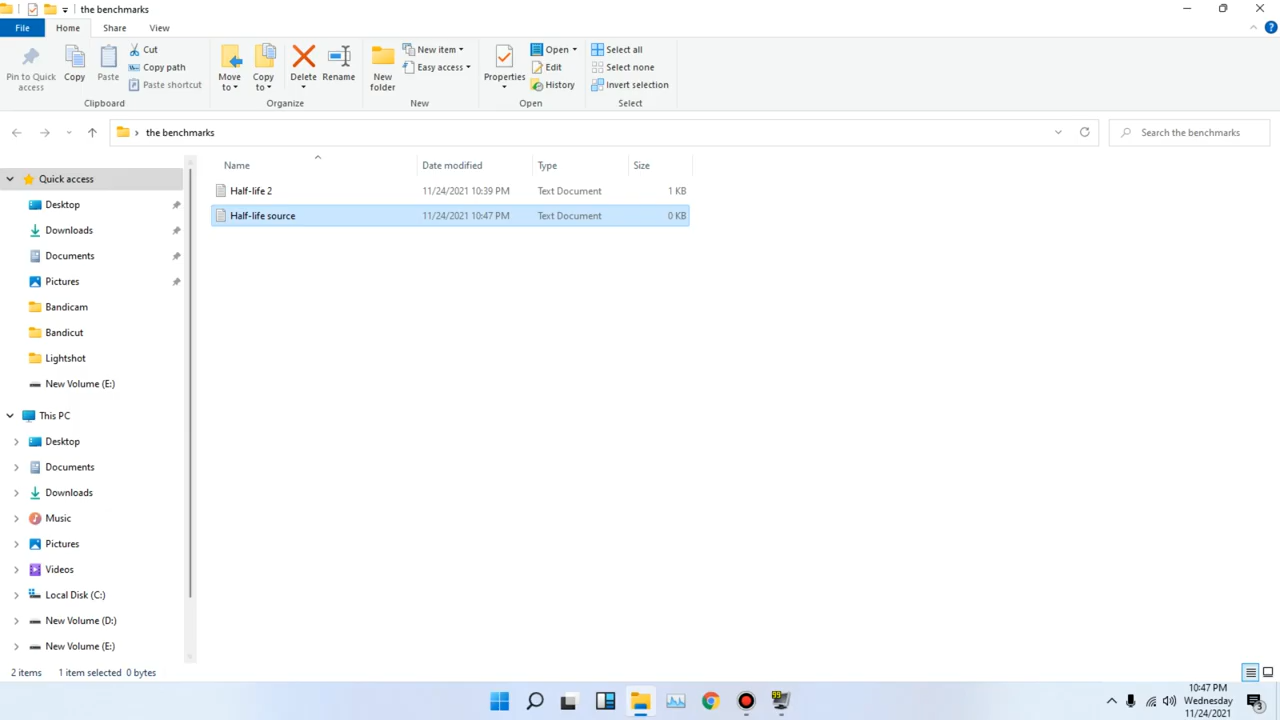 the benchmarks
File Home Share View
Pin to Quick access
Copy
Paste
Cut
Copy path
Paste shortcut
Clipboard
Move to
Copy to
Delete
Rename
Organize
New folder
New item
Easy access
New
Properties
Open
Edit
History
Open
Select all
Select none
Invert selection
Select
the benchmarks
Search the benchmarks
Name Date modified Type Size
Half-life 2 11/24/2021 10:39 PM Text Document 1 KB
Half-life source 11/24/2021 10:47 PM Text Document 0 KB
Quick access
Desktop
Downloads
Documents
Pictures
Bandicam
Bandicut
Lightshot
New Volume (E:)
This PC
Desktop
Documents
Downloads
Music
Pictures
Videos
Local Disk (C:)
New Volume (D:)
New Volume (E:)
2 items 1 item selected 0 bytes
99
10:47 PM
Wednesday
11/24/2021
3